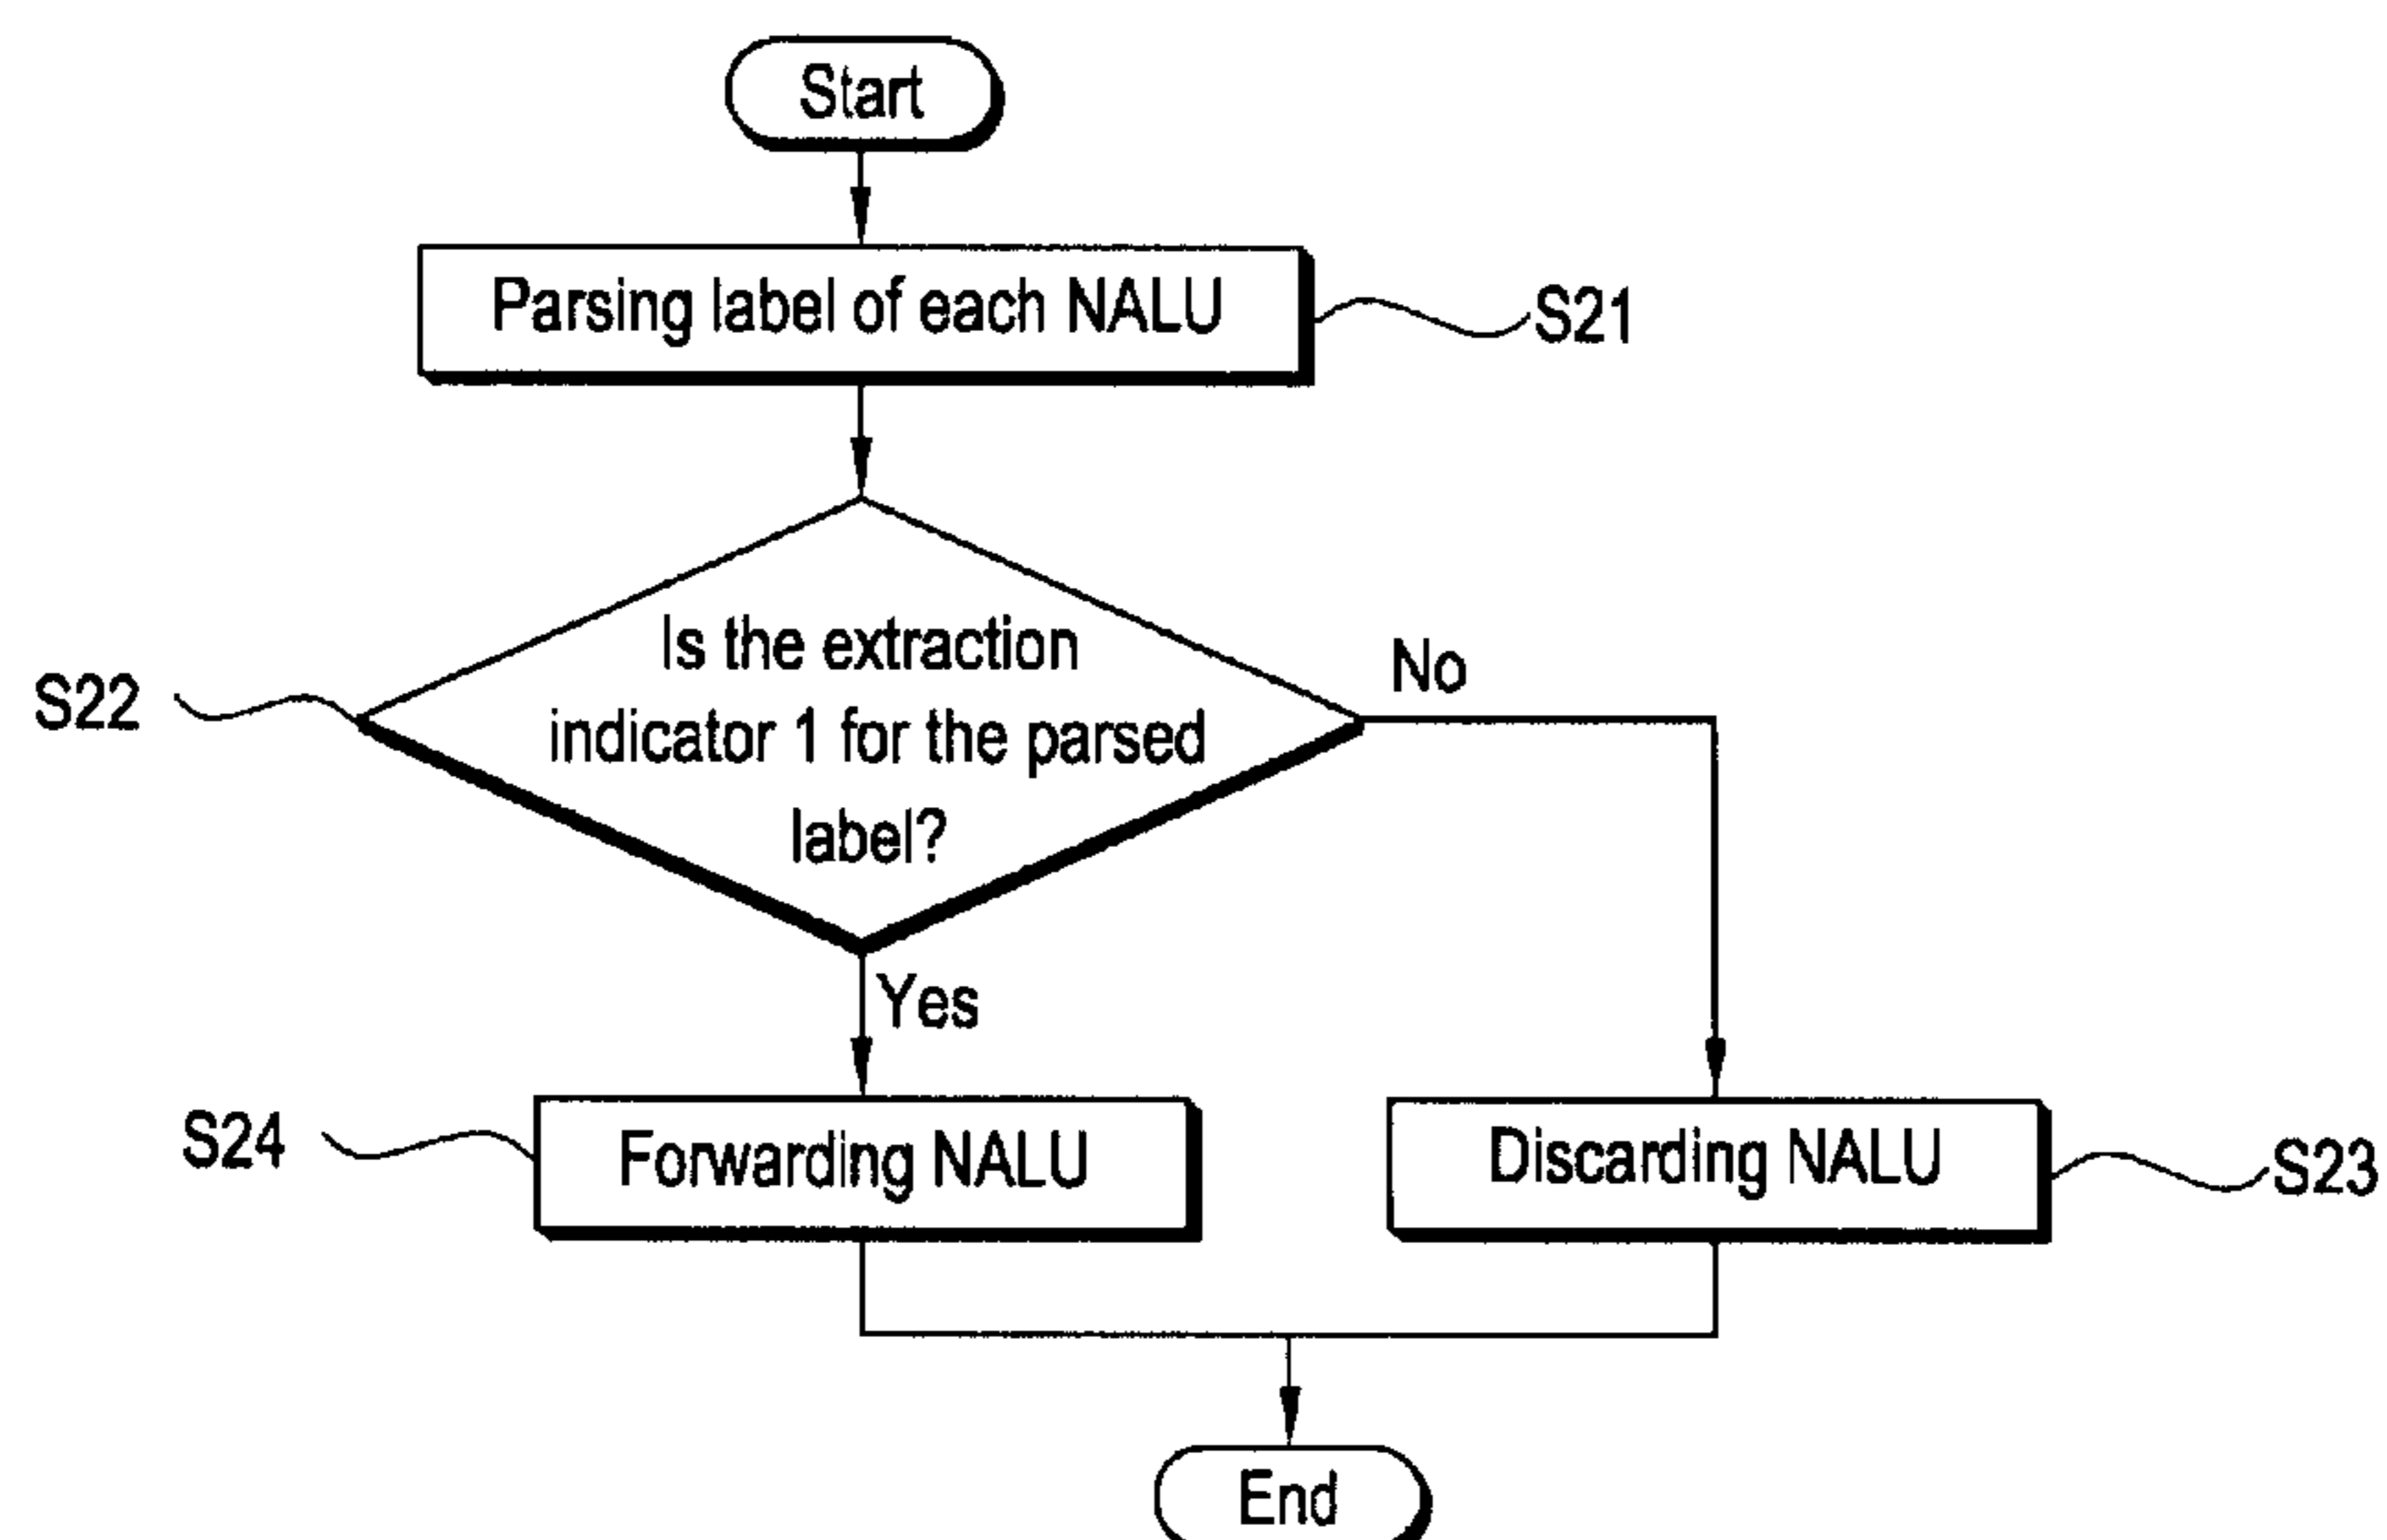 Start
Parsing label of each NALU
S21
Is the extraction
indicator 1 for the parsed
label?
S22
No
Yes
S24
Forwarding NALU
Discarding NALU
S23
End